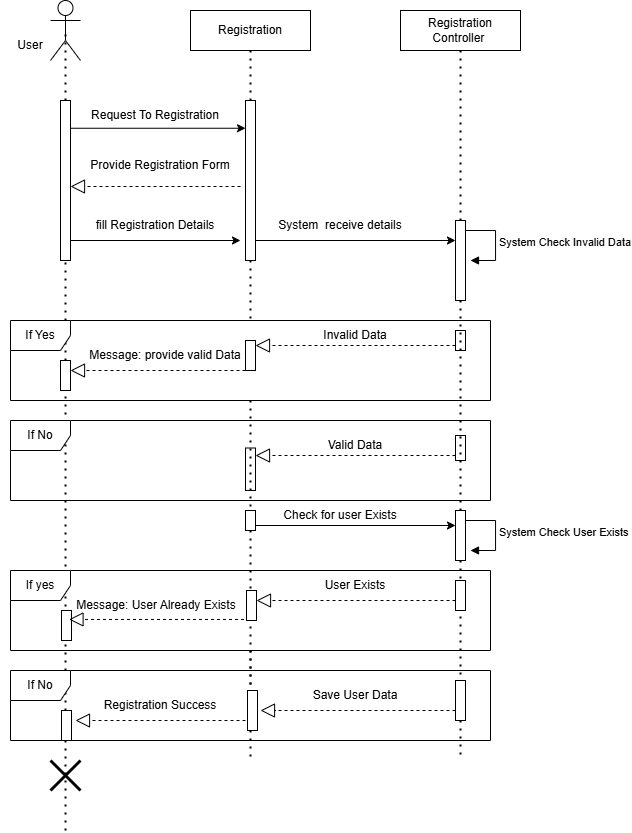 User
Registration
Registration
Controller
Request To Registration
Provide Registration Form
fill Registration Details
System  receive details
System Check Invalid Data
If Yes
Invalid Data
Message: provide valid Data
If No
Valid Data
Check for user Exists
System Check User Exists
If yes
User Exists
Message: User Already Exists
If No
Save User Data
Registration Success